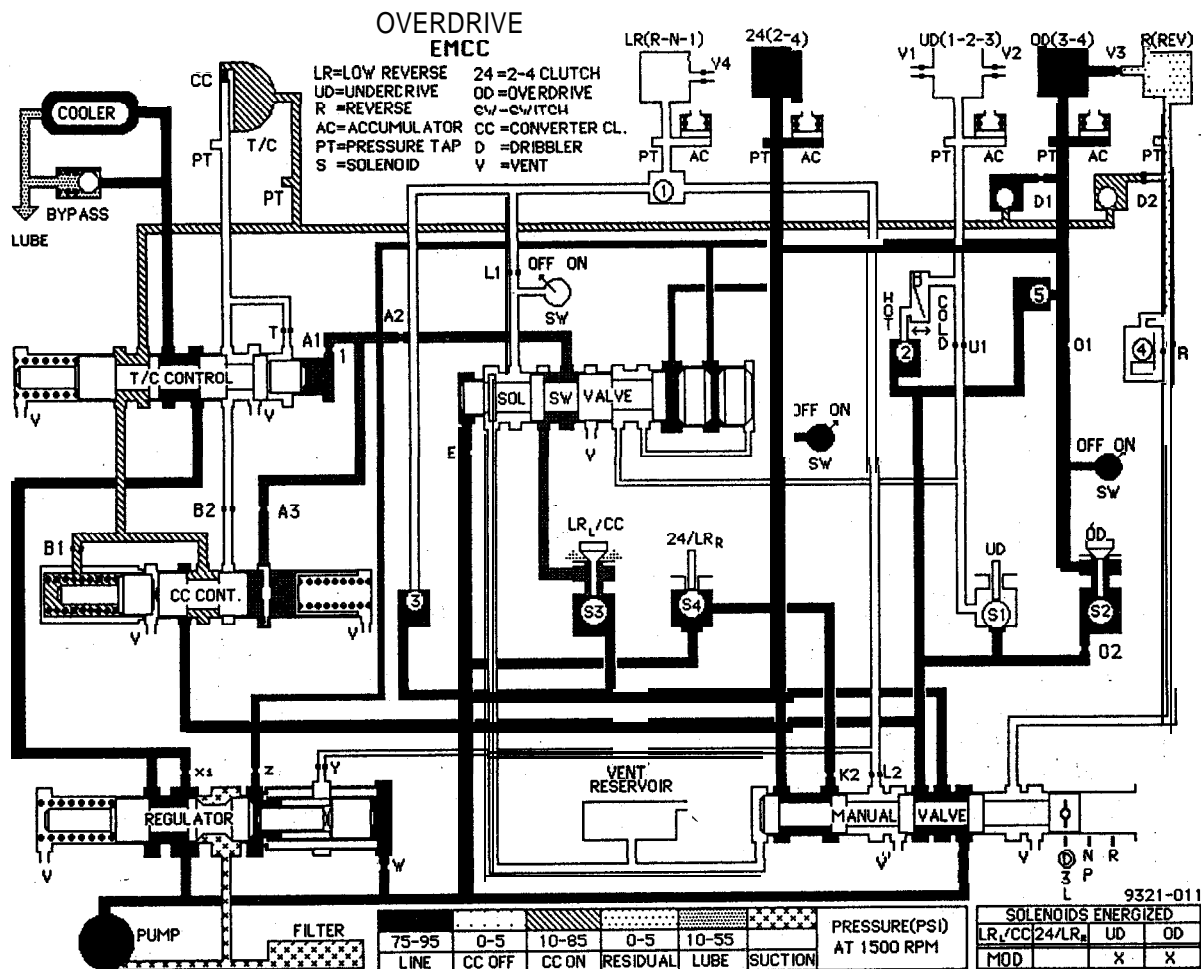 OVERDRIVE
EMCC
LR=LOW REVERSE 24=2-4 CLUTCH
UD=UNDERDRIVE OD=OVERDRIVE
R =REVERSE SW-SWITCH
AC=ACCUMULATOR CC=CONVERTER CL.
PT=PRESSURE TAP D =DRIBBLER
S =SOLENOID V =VENT
LR(R-N-1) 24(2-4) UD(1-2-3) OD(3-4) R(REV)
V4 V1 V2 V3
CC
COOLER
T/C
PT
PT
BYPASS
LUBE
PT AC PT AC PT AC PT AC PT
1
D1 D2
L1 OFF ON
SW
HOT COLD
5
A2
T A1 1
2 U1 O1 4 R
T/C CONTROL
V V
SOL SW VALVE
E V
OFF ON
SW
OFF ON
SW
B2 A3
B1
LRL/CC 24/LRR UD OD
CC CONT.
V V
3 S3 S4 S1 S2
O2
X1 Z Y
VENT
RESERVOIR
K2 L2
REGULATOR
MANUAL VALVE
V W V V
D N R
3 P
L
9321-011
PUMP
FILTER
75-95 0-5 10-85 0-5 10-55
LINE CC OFF CC ON RESIDUAL LUBE SUCTION
PRESSURE(PSI)
AT 1500 RPM
SOLENOIDS ENERGIZED
LRL/CC 24/LRR UD OD
MOD X X